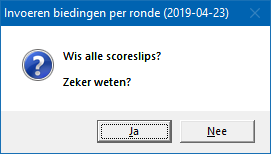 Invoeren biedingen per ronde (2019-04-23)
Wis alle scoreslips?
Zeker weten?
Ja
Nee